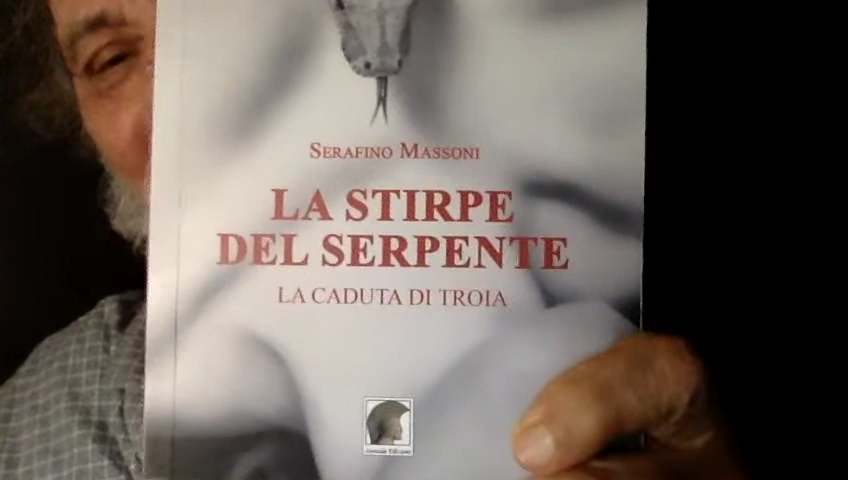 SERAFINO MASSONI
LA STIRPE
DEL SERPENTE
LA CADUTA DI TROIA